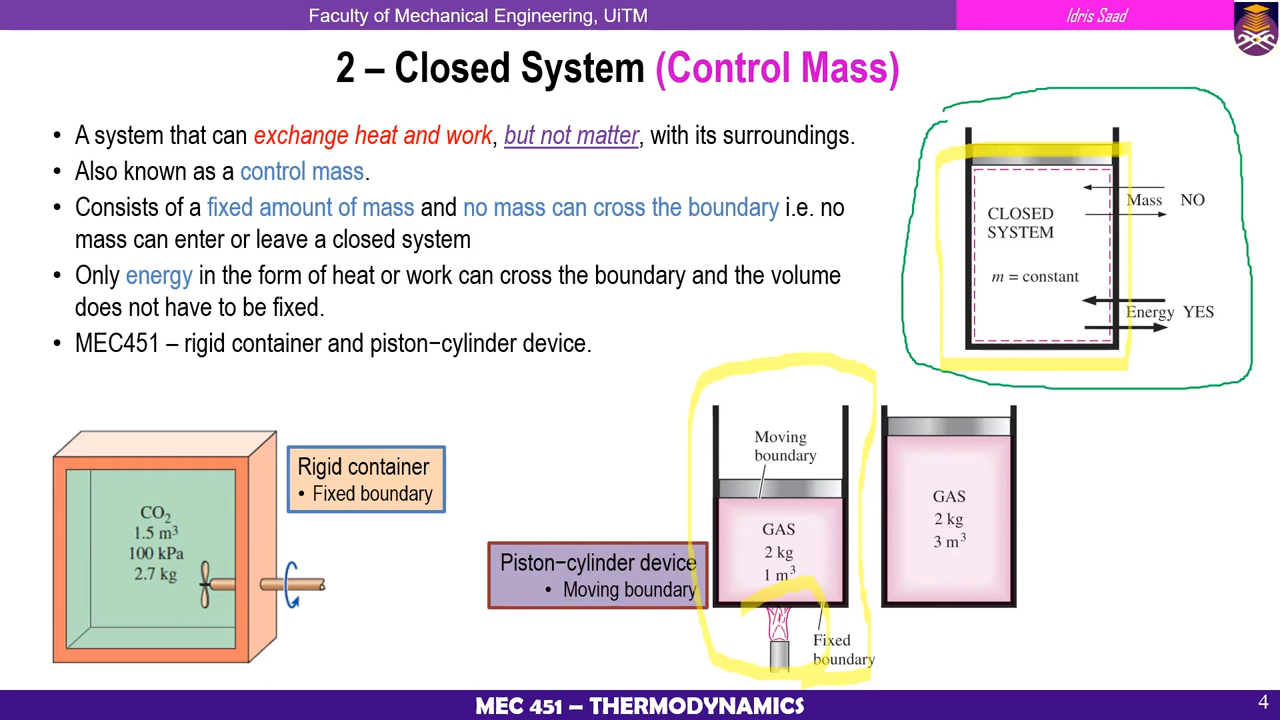 Faculty of Mechanical Engineering, UiTM
Idris Saad
2 – Closed System (Control Mass)
• A system that can exchange heat and work, but not matter, with its surroundings.
• Also known as a control mass.
• Consists of a fixed amount of mass and no mass can cross the boundary i.e. no
mass can enter or leave a closed system
• Only energy in the form of heat or work can cross the boundary and the volume
does not have to be fixed.
• MEC451 – rigid container and piston−cylinder device.
CLOSED
SYSTEM
m = constant
Mass NO
Energy YES
CO₂
1.5 m³
100 kPa
2.7 kg
Rigid container
• Fixed boundary
Piston−cylinder device
• Moving boundary
Moving
boundary
GAS
2 kg
1 m³
Fixed
boundary
GAS
2 kg
3 m³
MEC 451 – THERMODYNAMICS
4